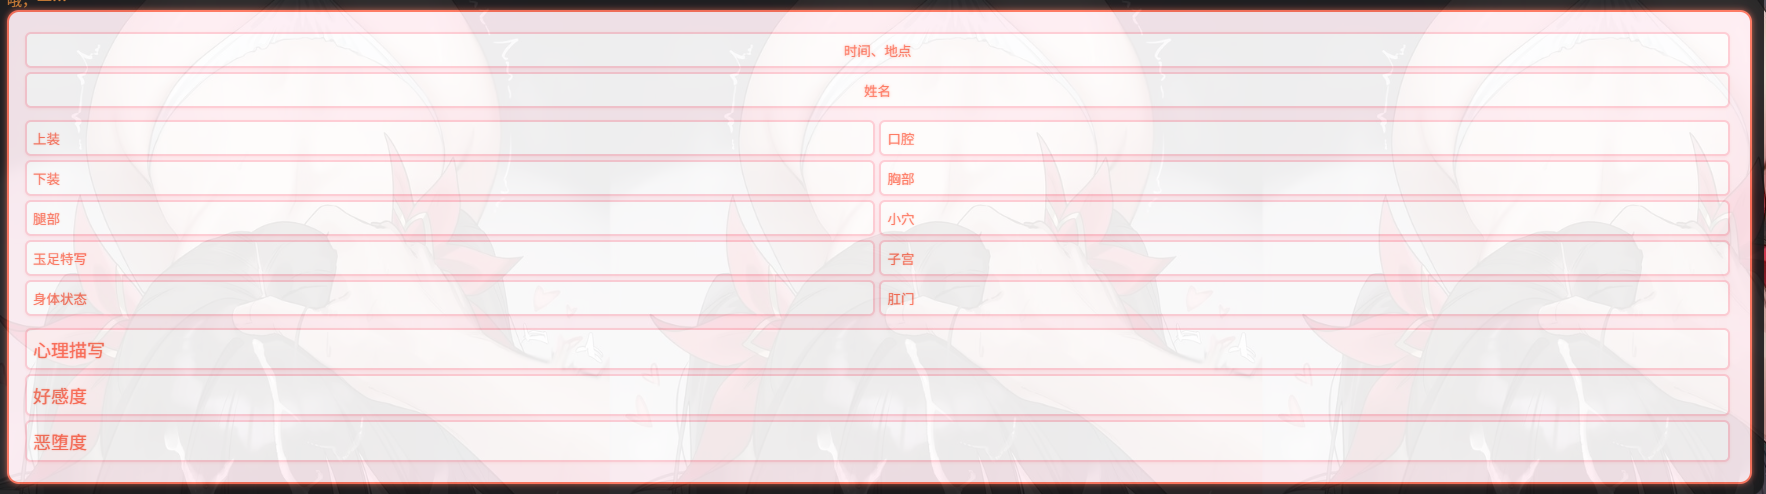 哦，
时间、地点
姓名
上装
口腔
下装
胸部
腿部
小穴
玉足特写
子宫
身体状态
肛门
心理描写
好感度
恶堕度